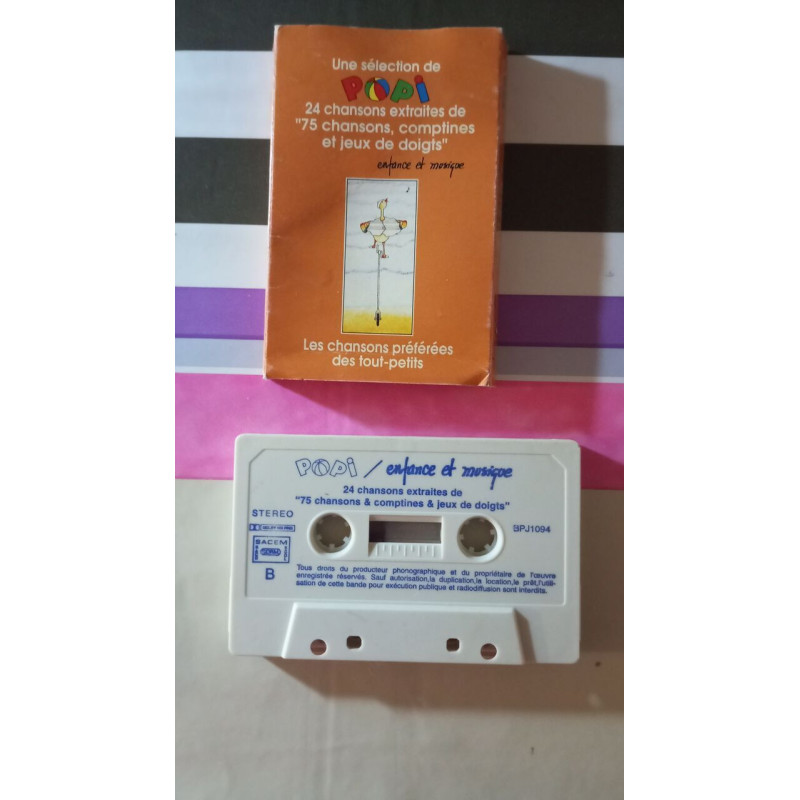 Une sélection de
POPi
24 chansons extraites de
"75 chansons, comptines
et jeux de doigts"
enfance et musique
Les chansons préférées
des tout-petits
POPi / enfance et musique
24 chansons extraites de
"75 chansons & comptines & jeux de doigts"
STEREO
BPJ1094
SACEM
B
Tous droits du producteur phonographique et du propriétaire de l'œuvre
enregistrée réservés. Sauf autorisation,la duplication,la location,le prêt,l'utili-
sation de cette bande pour exécution publique et radiodiffusion sont interdits.